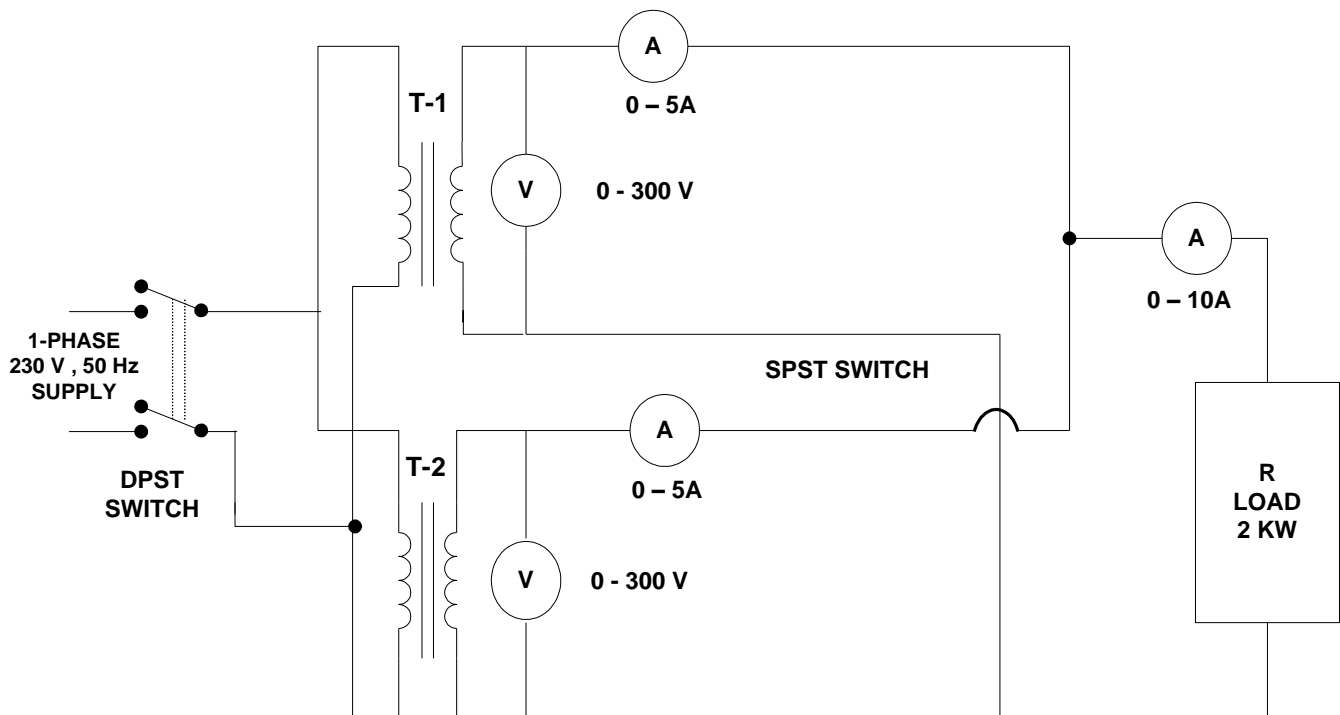 A
0 – 5A
T-1
V
0 - 300 V
A
0 – 10A
1-PHASE
230 V , 50 Hz
SUPPLY
SPST SWITCH
DPST
SWITCH
T-2
A
0 – 5A
R
LOAD
2 KW
V
0 - 300 V